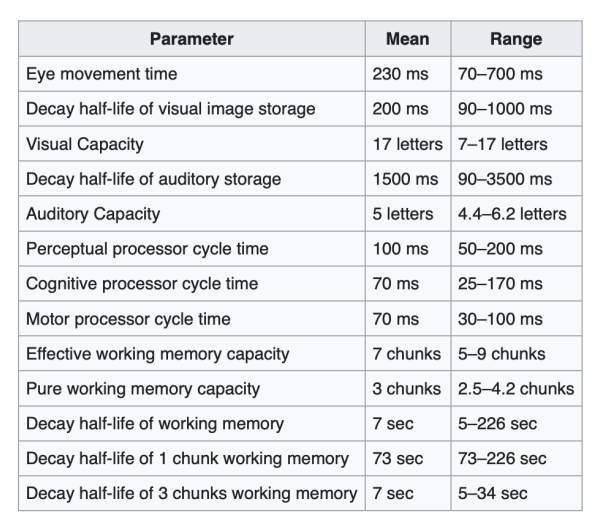 Parameter Mean Range
Eye movement time 230 ms 70–700 ms
Decay half-life of visual image storage 200 ms 90–1000 ms
Visual Capacity 17 letters 7–17 letters
Decay half-life of auditory storage 1500 ms 90–3500 ms
Auditory Capacity 5 letters 4.4–6.2 letters
Perceptual processor cycle time 100 ms 50–200 ms
Cognitive processor cycle time 70 ms 25–170 ms
Motor processor cycle time 70 ms 30–100 ms
Effective working memory capacity 7 chunks 5–9 chunks
Pure working memory capacity 3 chunks 2.5–4.2 chunks
Decay half-life of working memory 7 sec 5–226 sec
Decay half-life of 1 chunk working memory 73 sec 73–226 sec
Decay half-life of 3 chunks working memory 7 sec 5–34 sec